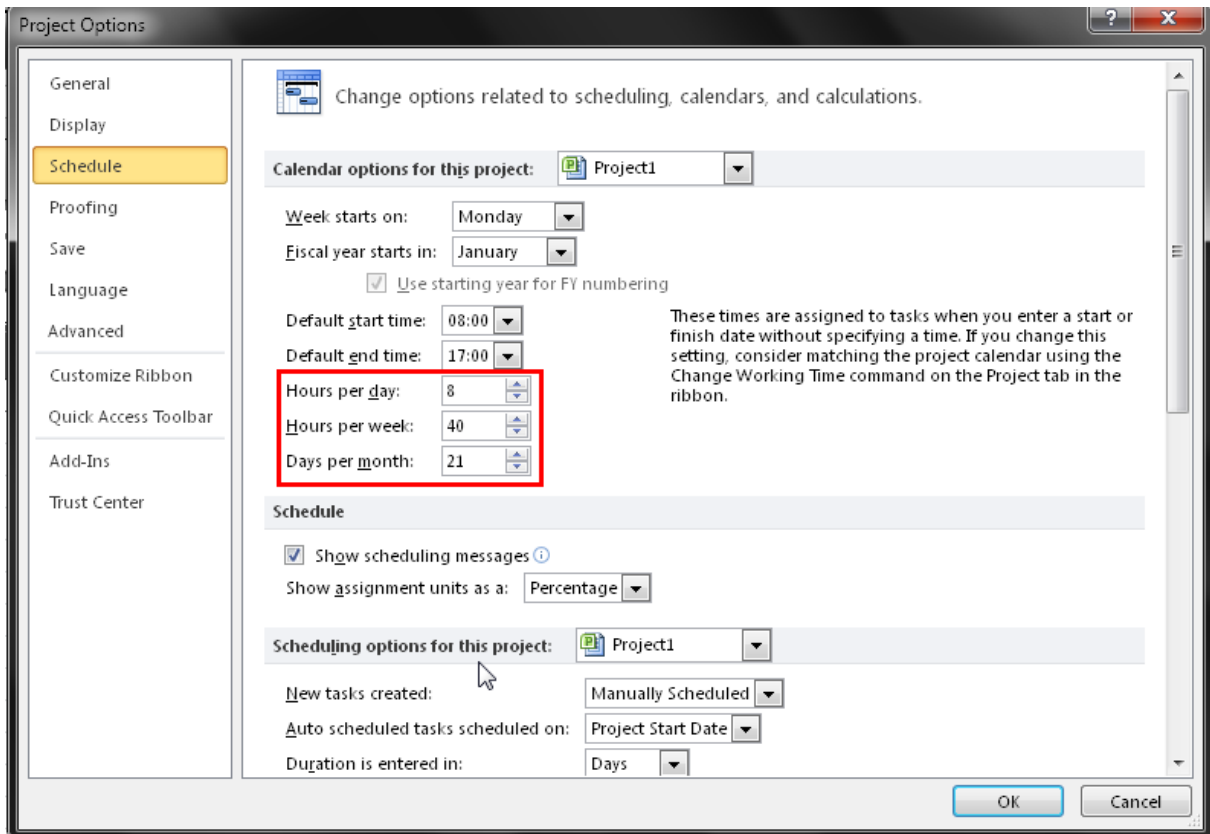 Project Options
General
Display
Schedule
Proofing
Save
Language
Advanced
Customize Ribbon
Quick Access Toolbar
Add-Ins
Trust Center
Change options related to scheduling, calendars, and calculations.
Calendar options for this project: Project1
Week starts on: Monday
Fiscal year starts in: January
Use starting year for FY numbering
Default start time: 08:00
Default end time: 17:00
These times are assigned to tasks when you enter a start or
finish date without specifying a time. If you change this
setting, consider matching the project calendar using the
Change Working Time command on the Project tab in the
ribbon.
Hours per day: 8
Hours per week: 40
Days per month: 21
Schedule
Show scheduling messages
Show assignment units as a: Percentage
Scheduling options for this project: Project1
New tasks created: Manually Scheduled
Auto scheduled tasks scheduled on: Project Start Date
Duration is entered in: Days
OK Cancel